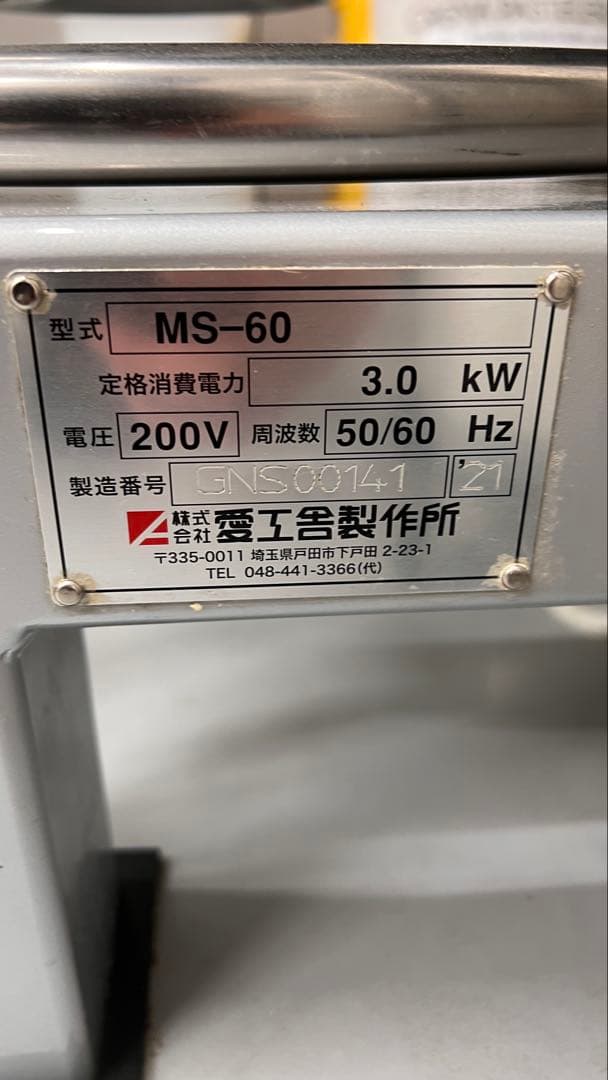 型式 MS-60
定格消費電力 3.0 kW
電圧 200V 周波数 50/60 Hz
製造番号 GNS00141 '21
株式会社 愛工舎製作所
〒335-0011 埼玉県戸田市下戸田 2-23-1
TEL 048-441-3366(代)